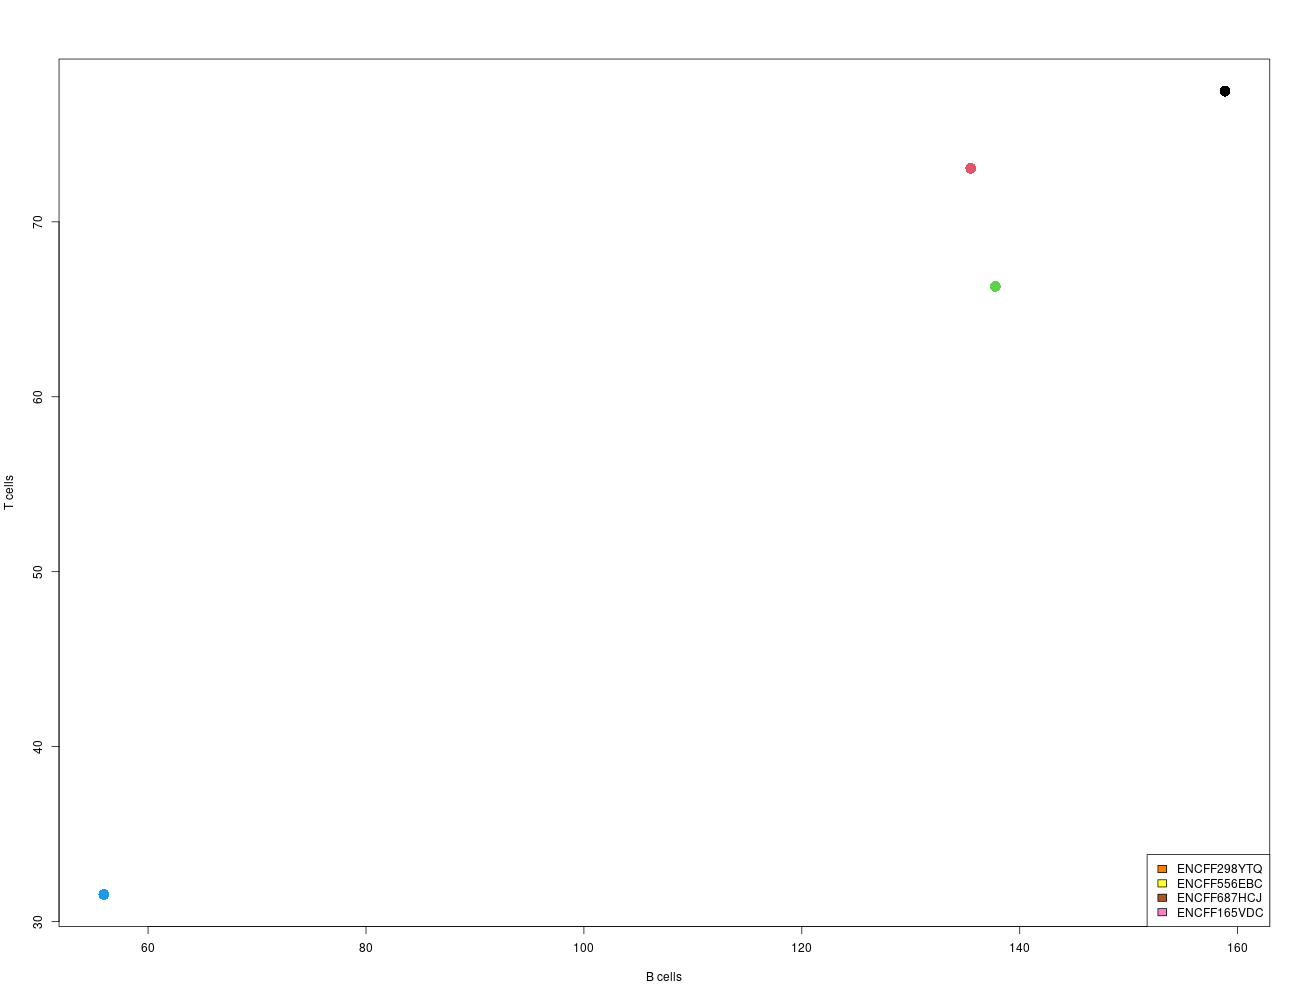 70
60
50
40
30
T cells
60
80
100
120
140
160
B cells
ENCFF298YTQ
ENCFF556EBC
ENCFF687HCJ
ENCFF165VDC